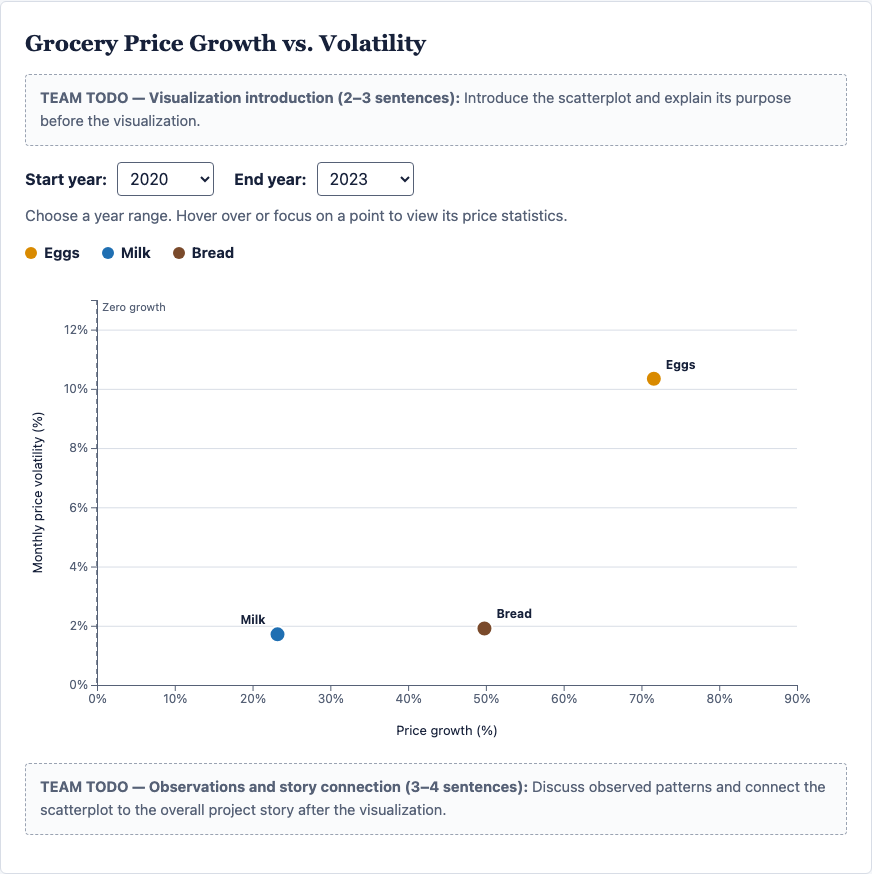 Grocery Price Growth vs. Volatility
TEAM TODO — Visualization introduction (2–3 sentences): Introduce the scatterplot and explain its purpose
before the visualization.
Start year: 2020 End year: 2023
Choose a year range. Hover over or focus on a point to view its price statistics.
Eggs Milk Bread
Zero growth
12%
Eggs
10%
8%
Monthly price volatility (%)
6%
4%
Bread
Milk
2%
0%
0% 10% 20% 30% 40% 50% 60% 70% 80% 90%
Price growth (%)
TEAM TODO — Observations and story connection (3–4 sentences): Discuss observed patterns and connect the
scatterplot to the overall project story after the visualization.